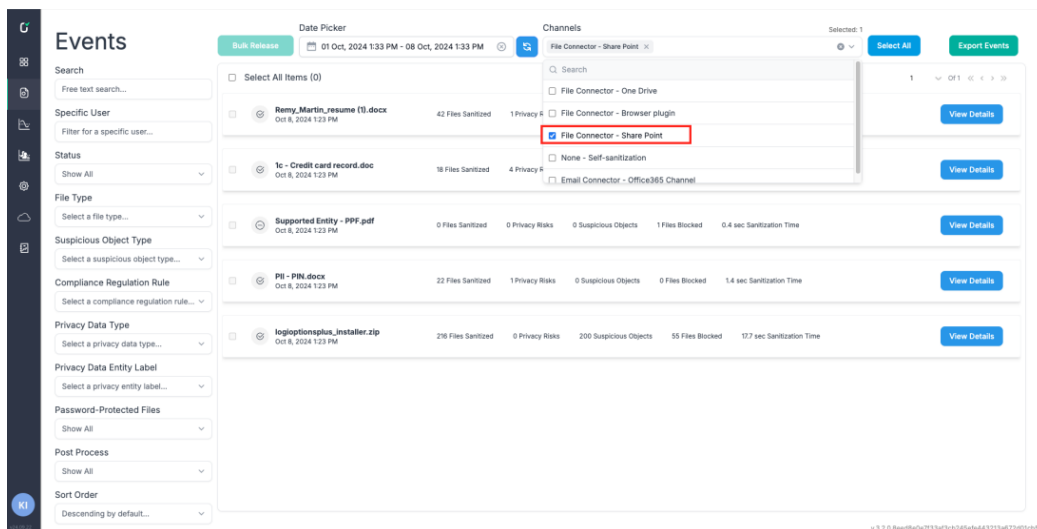 Date Picker
Channels
Selected: 1
Events
Bulk Release
01 Oct, 2024 1:33 PM - 08 Oct, 2024 1:33 PM
File Connector - Share Point
Select All
Export Events
Search
Free text search...
Specific User
Filter for a specific user...
Status
Show All
File Type
Select a file type...
Suspicious Object Type
Select a suspicious object type...
Compliance Regulation Rule
Select a compliance regulation rule...
Privacy Data Type
Select a privacy data type...
Privacy Data Entity Label
Select a privacy entity label...
Password-Protected Files
Show All
Post Process
Show All
Sort Order
Descending by default...
KI
Select All Items (0)
1 Of 1
Search
File Connector - One Drive
File Connector - Browser plugin
File Connector - Share Point
None - Self-sanitization
Email Connector - Office365 Channel
Remy_Martin_resume (1).docx
Oct 8, 2024 1:23 PM
42 Files Sanitized 1 Privacy R
View Details
1c - Credit card record.doc
Oct 8, 2024 1:23 PM
18 Files Sanitized 4 Privacy R
View Details
Supported Entity - PPF.pdf
Oct 8, 2024 1:23 PM
0 Files Sanitized 0 Privacy Risks 0 Suspicious Objects 1 Files Blocked 0.4 sec Sanitization Time
View Details
PII - PIN.docx
Oct 8, 2024 1:23 PM
22 Files Sanitized 1 Privacy Risks 0 Suspicious Objects 0 Files Blocked 1.4 sec Sanitization Time
View Details
logioptionsplus_installer.zip
Oct 8, 2024 1:23 PM
216 Files Sanitized 0 Privacy Risks 200 Suspicious Objects 55 Files Blocked 17.7 sec Sanitization Time
View Details